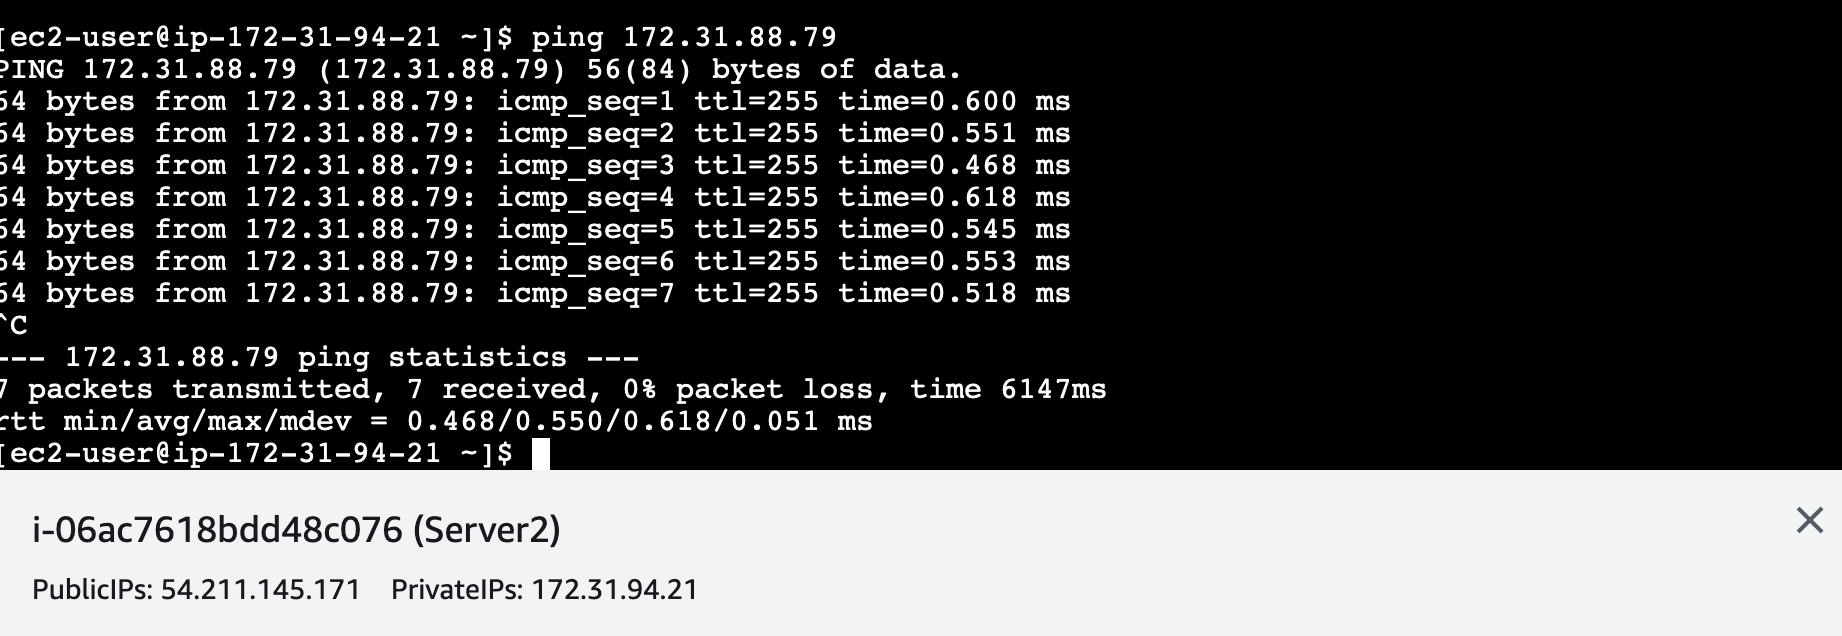 [ec2-user@ip-172-31-94-21 ~]$ ping 172.31.88.79
PING 172.31.88.79 (172.31.88.79) 56(84) bytes of data.
64 bytes from 172.31.88.79: icmp_seq=1 ttl=255 time=0.600 ms
64 bytes from 172.31.88.79: icmp_seq=2 ttl=255 time=0.551 ms
64 bytes from 172.31.88.79: icmp_seq=3 ttl=255 time=0.468 ms
64 bytes from 172.31.88.79: icmp_seq=4 ttl=255 time=0.618 ms
64 bytes from 172.31.88.79: icmp_seq=5 ttl=255 time=0.545 ms
64 bytes from 172.31.88.79: icmp_seq=6 ttl=255 time=0.553 ms
64 bytes from 172.31.88.79: icmp_seq=7 ttl=255 time=0.518 ms
^C
--- 172.31.88.79 ping statistics ---
7 packets transmitted, 7 received, 0% packet loss, time 6147ms
rtt min/avg/max/mdev = 0.468/0.550/0.618/0.051 ms
[ec2-user@ip-172-31-94-21 ~]$
i-06ac7618bdd48c076 (Server2)
PublicIPs: 54.211.145.171 PrivateIPs: 172.31.94.21